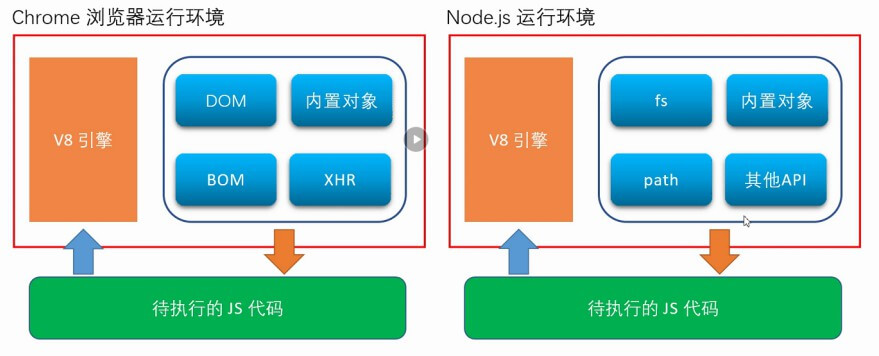 Chrome 浏览器运行环境
V8 引擎
DOM
内置对象
BOM
XHR
待执行的 JS 代码
Node.js 运行环境
V8 引擎
fs
内置对象
path
其他API
待执行的 JS 代码